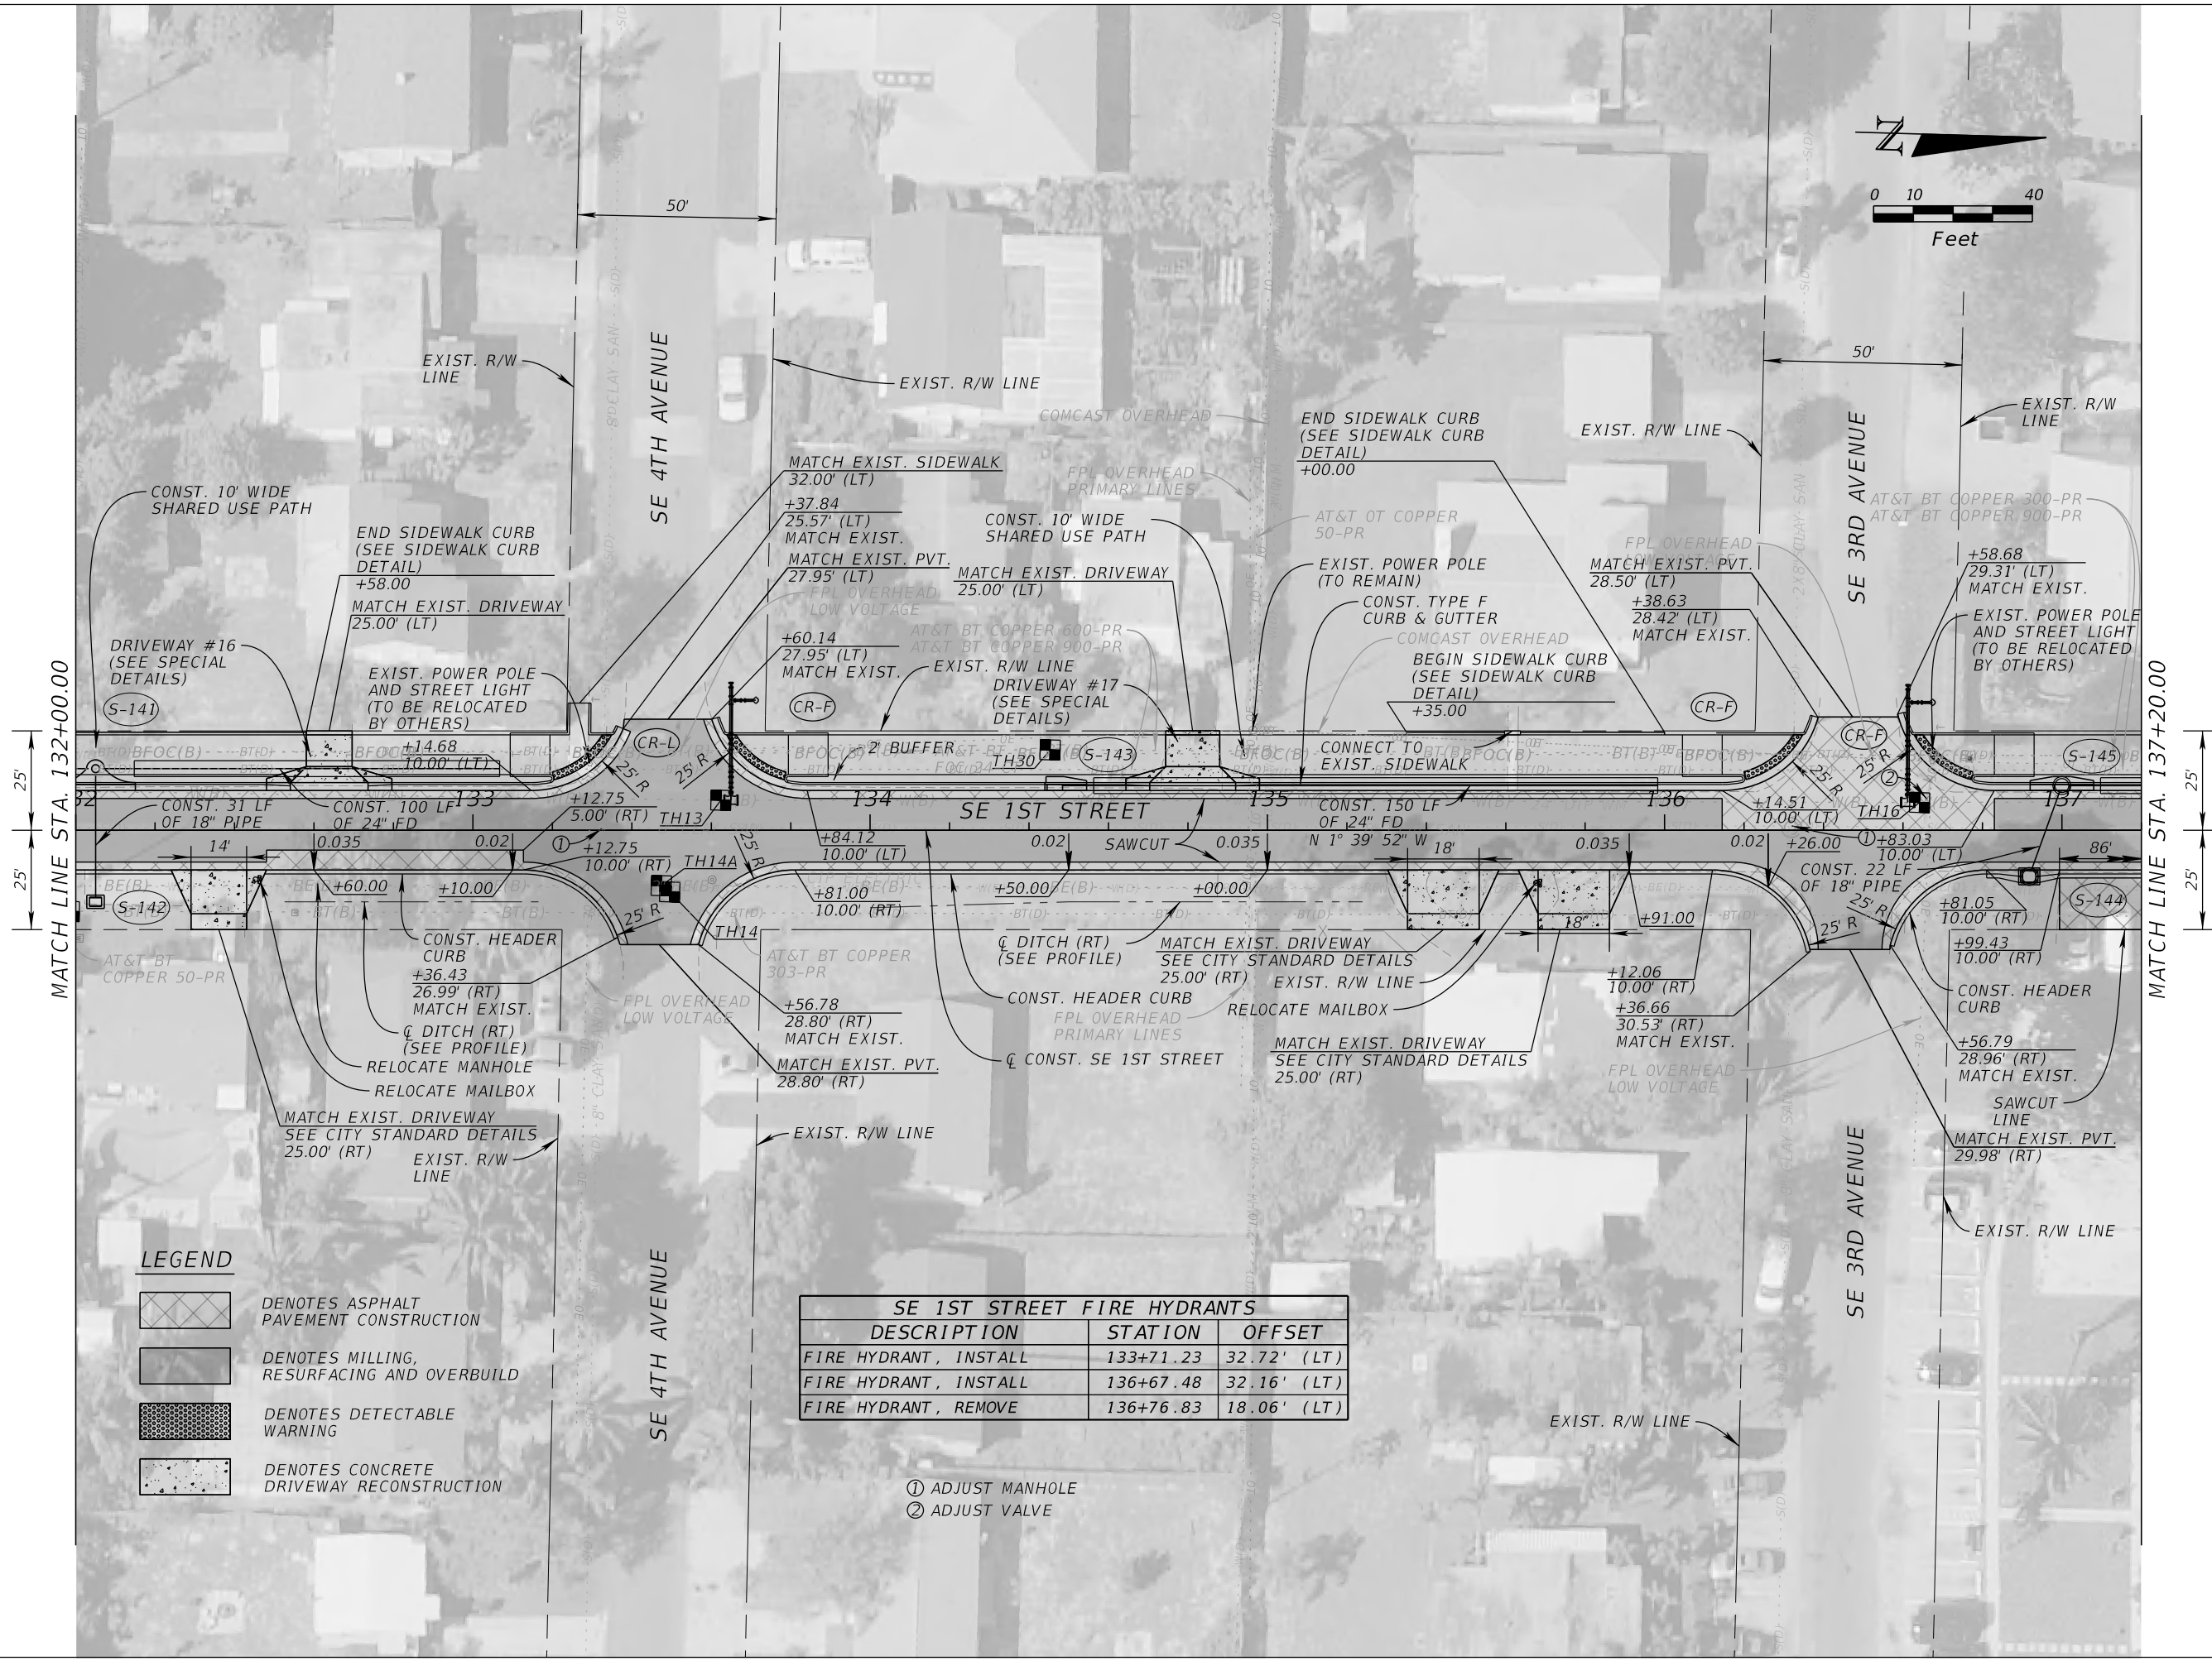 50'
0 10 40
Feet
N
SE 4TH AVENUE
EXIST. R/W
LINE
EXIST. R/W LINE
50'
SE 3RD AVENUE
EXIST. R/W
LINE
EXIST. R/W LINE
COMCAST OVERHEAD
FPL OVERHEAD
PRIMARY LINES
AT&T OT COPPER
50-PR
AT&T BT COPPER 300-PR
AT&T BT COPPER 900-PR
FPL OVERHEAD
LOW VOLTAGE
CONST. 10' WIDE
SHARED USE PATH
END SIDEWALK CURB
(SEE SIDEWALK CURB
DETAIL)
+58.00
MATCH EXIST. DRIVEWAY
25.00' (LT)
DRIVEWAY #16
(SEE SPECIAL
DETAILS)
EXIST. POWER POLE
AND STREET LIGHT
(TO BE RELOCATED
BY OTHERS)
MATCH EXIST. SIDEWALK
32.00' (LT)
+37.84
25.57' (LT)
MATCH EXIST.
MATCH EXIST. PVT.
27.95' (LT)
FPL OVERHEAD
LOW VOLTAGE
+60.14
27.95' (LT)
MATCH EXIST.
CONST. 10' WIDE
SHARED USE PATH
MATCH EXIST. DRIVEWAY
25.00' (LT)
AT&T BT COPPER 600-PR
AT&T BT COPPER 900-PR
EXIST. R/W LINE
DRIVEWAY #17
(SEE SPECIAL
DETAILS)
END SIDEWALK CURB
(SEE SIDEWALK CURB
DETAIL)
+00.00
EXIST. POWER POLE
(TO REMAIN)
CONST. TYPE F
CURB & GUTTER
COMCAST OVERHEAD
BEGIN SIDEWALK CURB
(SEE SIDEWALK CURB
DETAIL)
+35.00
MATCH EXIST. PVT.
28.50' (LT)
+38.63
28.42' (LT)
MATCH EXIST.
+58.68
29.31' (LT)
MATCH EXIST.
EXIST. POWER POLE
AND STREET LIGHT
(TO BE RELOCATED
BY OTHERS)
MATCH LINE STA. 132+00.00
MATCH LINE STA. 137+20.00
25'
25'
25'
25'
S-141
CR-L
CR-F
S-143
CR-F
CR-F
S-145
BFOC(B)
BFOC(B)
BFOC(B)
+14.68
10.00' (LT)
25' R
25' R
2' BUFFER
TH30
CONNECT TO
EXIST. SIDEWALK
25' R
25' R
2
133
134
135
136
137
SE 1ST STREET
CONST. 31 LF
OF 18" PIPE
CONST. 100 LF
OF 24" FD
+12.75
5.00' (RT)
TH13
CONST. 150 LF
OF 24" FD
N 1° 39' 52" W
+14.51
10.00' (LT)
TH16
14'
0.035
0.02
1
+12.75
10.00' (RT)
TH14A
25' R
+84.12
10.00' (LT)
SAWCUT
0.02
0.035
18'
0.035
0.02
+26.00
1
+83.03
10.00' (LT)
86'
CONST. 22 LF
OF 18" PIPE
S-142
+60.00
+10.00
+81.00
10.00' (RT)
+50.00
+00.00
18'
+91.00
25' R
25' R
25' R
+81.05
10.00' (RT)
S-144
TH14
AT&T BT
COPPER 50-PR
CONST. HEADER
CURB
+36.43
26.99' (RT)
MATCH EXIST.
℄ DITCH (RT)
(SEE PROFILE)
RELOCATE MANHOLE
RELOCATE MAILBOX
MATCH EXIST. DRIVEWAY
SEE CITY STANDARD DETAILS
25.00' (RT)
EXIST. R/W
LINE
FPL OVERHEAD
LOW VOLTAGE
AT&T BT COPPER
303-PR
+56.78
28.80' (RT)
MATCH EXIST.
MATCH EXIST. PVT.
28.80' (RT)
EXIST. R/W LINE
℄ DITCH (RT)
(SEE PROFILE)
CONST. HEADER CURB
FPL OVERHEAD
PRIMARY LINES
℄ CONST. SE 1ST STREET
MATCH EXIST. DRIVEWAY
SEE CITY STANDARD DETAILS
25.00' (RT)
EXIST. R/W LINE
RELOCATE MAILBOX
MATCH EXIST. DRIVEWAY
SEE CITY STANDARD DETAILS
25.00' (RT)
+12.06
10.00' (RT)
+36.66
30.53' (RT)
MATCH EXIST.
FPL OVERHEAD
LOW VOLTAGE
+99.43
10.00' (RT)
CONST. HEADER
CURB
+56.79
28.96' (RT)
MATCH EXIST.
SAWCUT
LINE
MATCH EXIST. PVT.
29.98' (RT)
EXIST. R/W LINE
SE 4TH AVENUE
SE 3RD AVENUE
EXIST. R/W LINE
LEGEND
DENOTES ASPHALT
PAVEMENT CONSTRUCTION
DENOTES MILLING,
RESURFACING AND OVERBUILD
DENOTES DETECTABLE
WARNING
DENOTES CONCRETE
DRIVEWAY RECONSTRUCTION
SE 1ST STREET FIRE HYDRANTS
DESCRIPTION STATION OFFSET
FIRE HYDRANT, INSTALL 133+71.23 32.72' (LT)
FIRE HYDRANT, INSTALL 136+67.48 32.16' (LT)
FIRE HYDRANT, REMOVE 136+76.83 18.06' (LT)
1 ADJUST MANHOLE
2 ADJUST VALVE